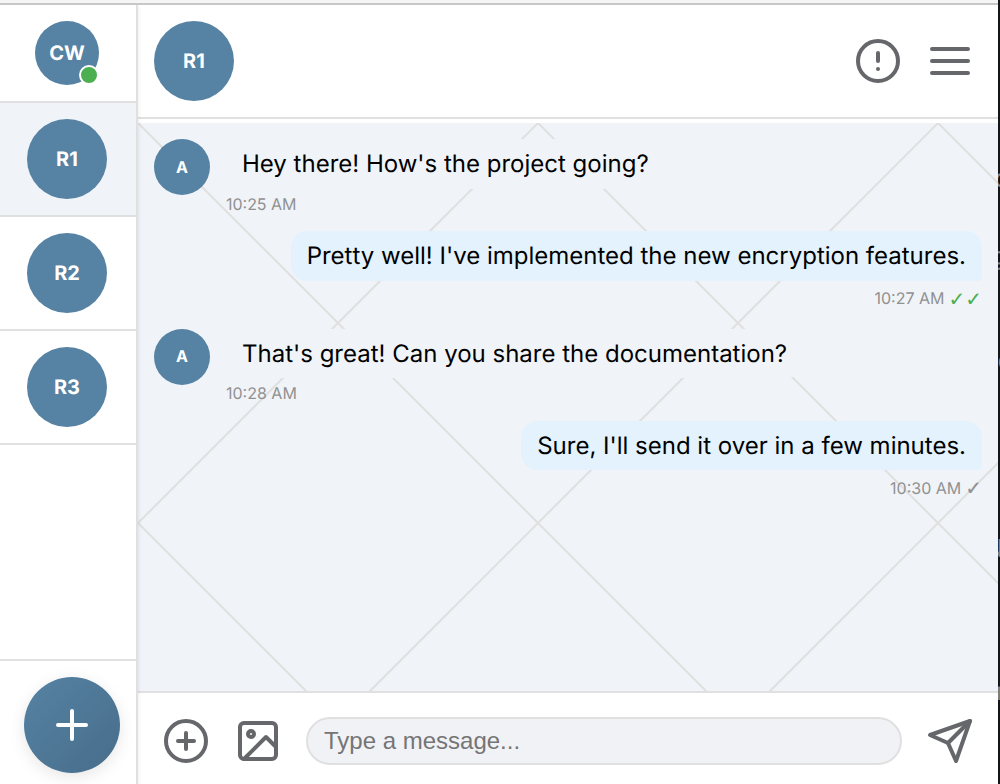 CW
R1
R2
R3
R1
A
Hey there! How's the project going?
10:25 AM
Pretty well! I've implemented the new encryption features.
10:27 AM ✓✓
A
That's great! Can you share the documentation?
10:28 AM
Sure, I'll send it over in a few minutes.
10:30 AM ✓
Type a message...